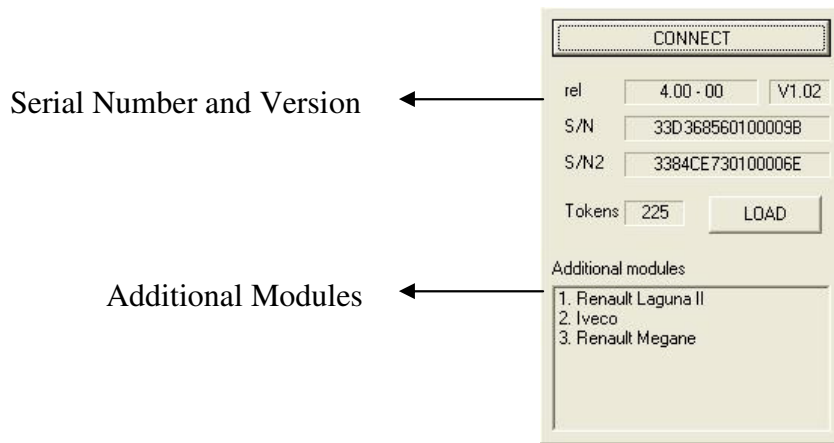 CONNECT
Serial Number and Version
rel 4.00 - 00 V1.02
S/N 33D368560100009B
S/N2 3384CE730100006E
Tokens 225 LOAD
Additional Modules
Additional modules
1. Renault Laguna II
2. Iveco
3. Renault Megane